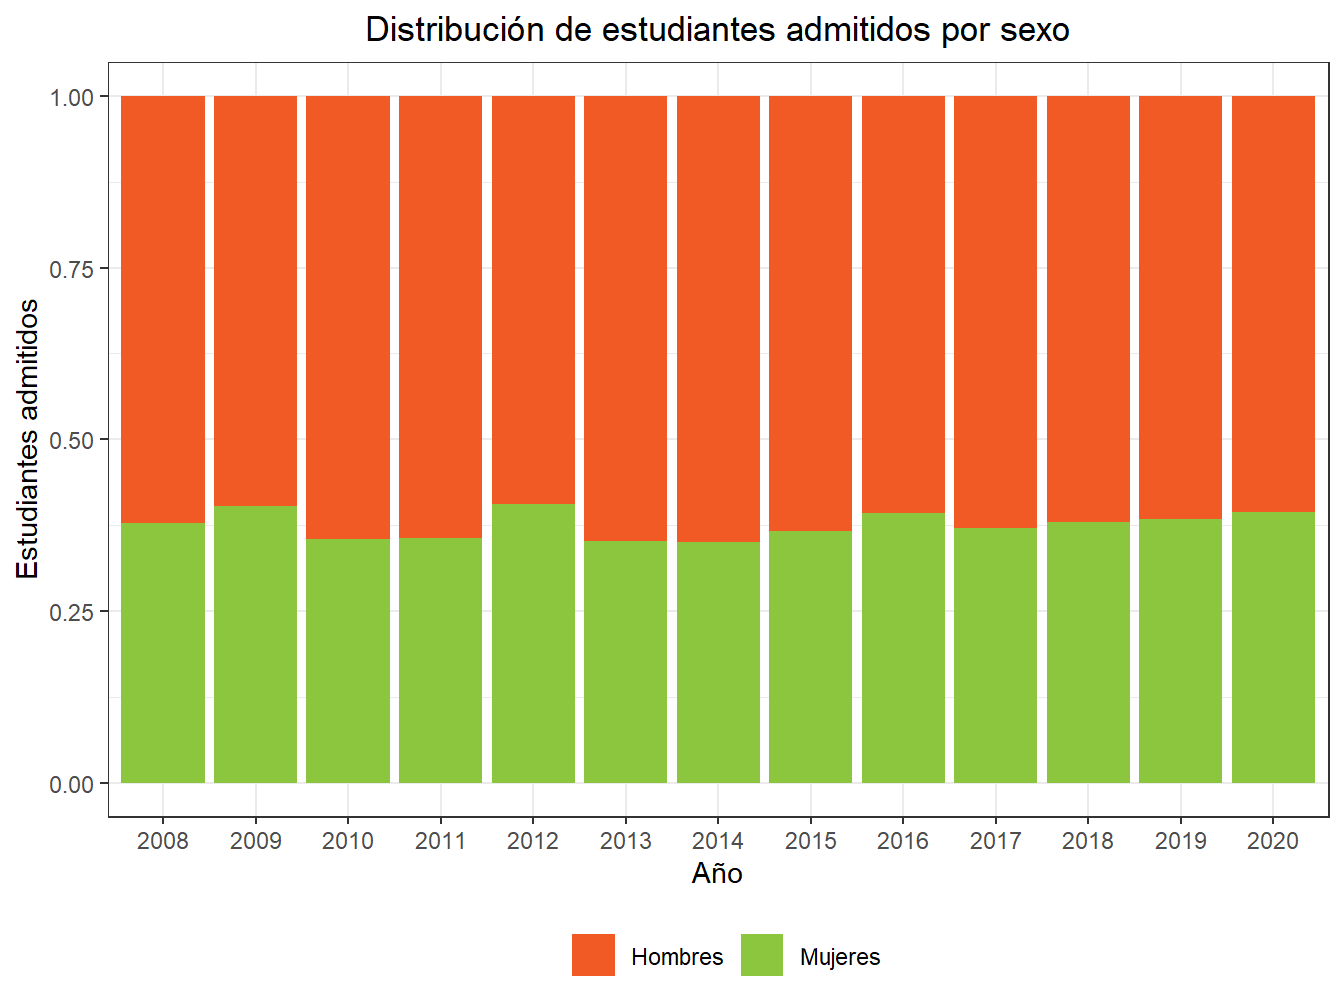 Distribución de estudiantes admitidos por sexo
Estudiantes admitidos
1.00
0.75
0.50
0.25
0.00
2008 2009 2010 2011 2012 2013 2014 2015 2016 2017 2018 2019 2020
Año
Hombres Mujeres